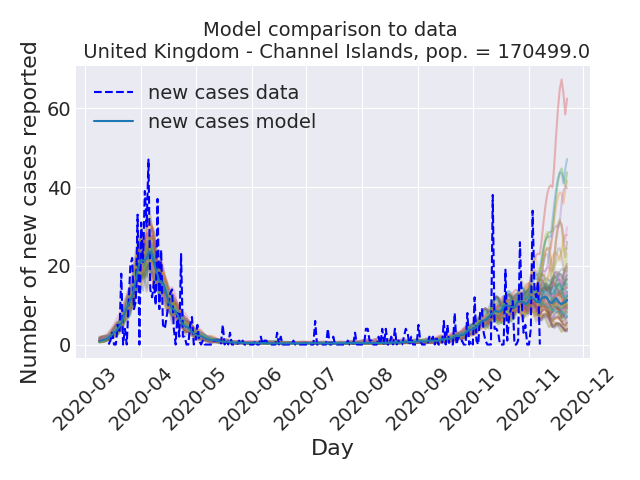 Model comparison to data
United Kingdom - Channel Islands, pop. = 170499.0
new cases data
new cases model
Number of new cases reported
60
40
20
0
2020-03
2020-04
2020-05
2020-06
2020-07
2020-08
2020-09
2020-10
2020-11
2020-12
Day